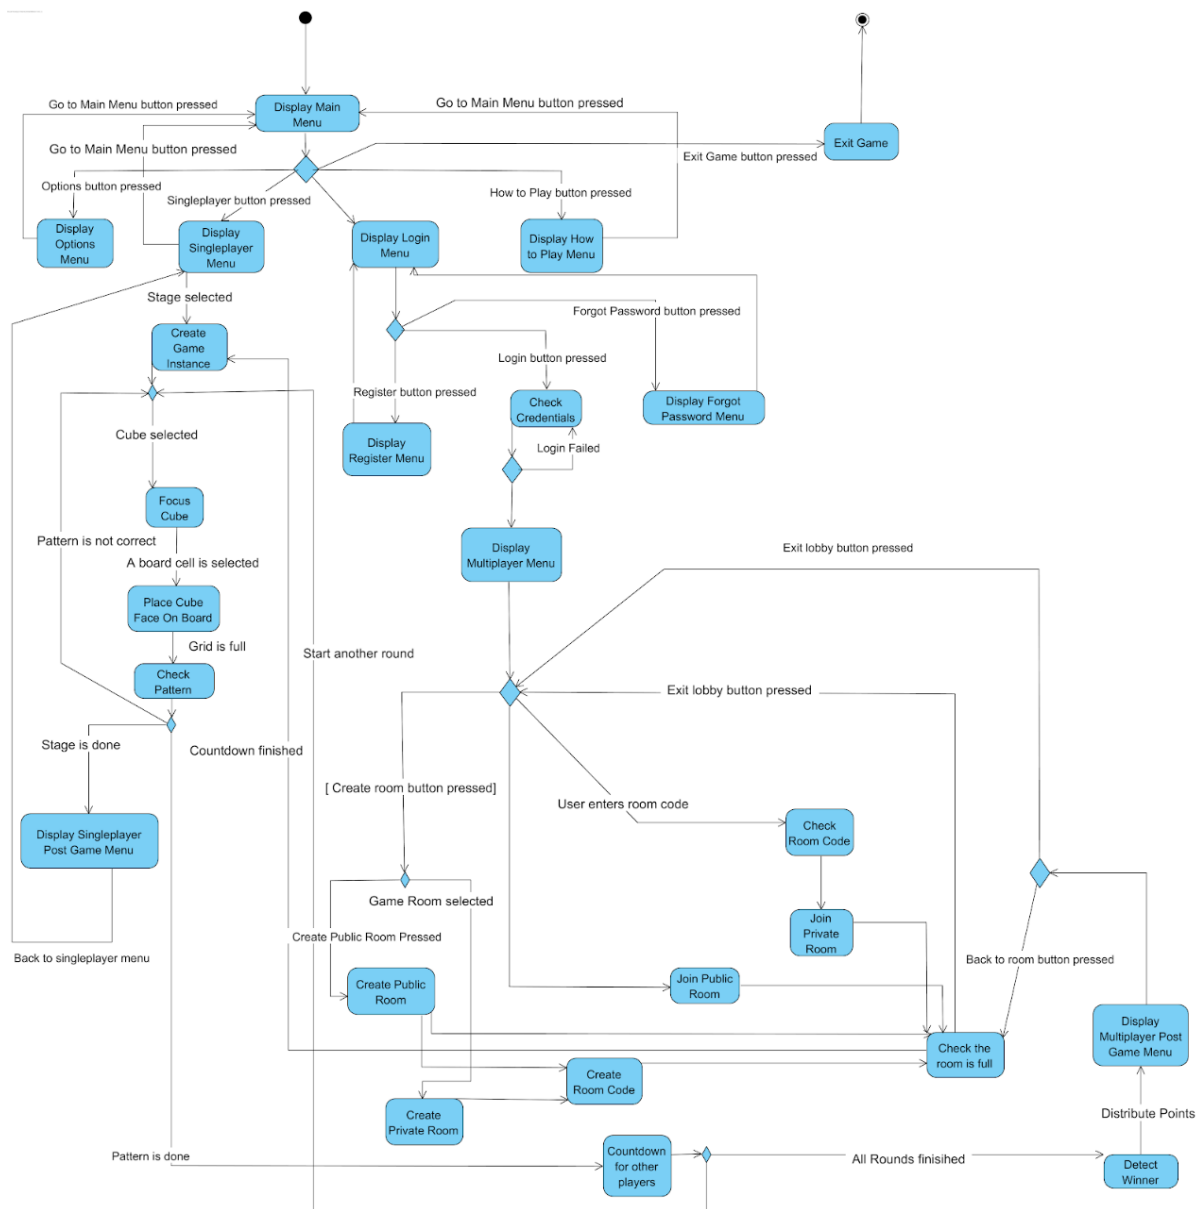 Display Main
Menu
Go to Main Menu button pressed
Go to Main Menu button pressed
Go to Main Menu button pressed
Exit Game
Exit Game button pressed
Options button pressed
Singleplayer button pressed
How to Play button pressed
Display
Options
Menu
Display
Singleplayer
Menu
Display Login
Menu
Display How
to Play Menu
Stage selected
Forgot Password button pressed
Create
Game
Instance
Login button pressed
Register button pressed
Check
Credentials
Display Forgot
Password Menu
Cube selected
Display
Register Menu
Login Failed
Focus
Cube
Pattern is not correct
A board cell is selected
Display
Multiplayer Menu
Exit lobby button pressed
Place Cube
Face On Board
Grid is full
Start another round
Check
Pattern
Exit lobby button pressed
Stage is done
Countdown finished
[ Create room button pressed]
User enters room code
Display Singleplayer
Post Game Menu
Check
Room Code
Game Room selected
Join
Private
Room
Create Public Room Pressed
Back to singleplayer menu
Back to room button pressed
Create Public
Room
Join Public
Room
Check the
room is full
Display
Multiplayer Post
Game Menu
Create
Room Code
Create
Private Room
Distribute Points
Pattern is done
Countdown
for other
players
All Rounds finisihed
Detect
Winner